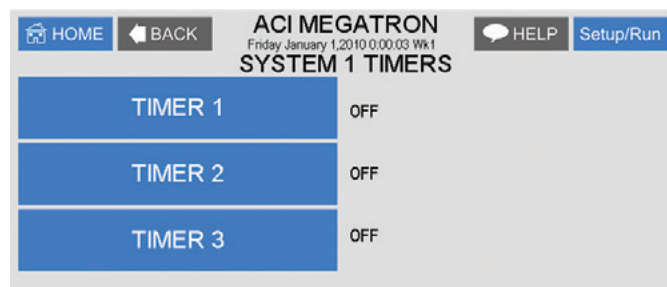 HOME BACK ACI MEGATRON HELP Setup/Run
Friday January 1,2010 0:00:03 Wk1
SYSTEM 1 TIMERS
TIMER 1 OFF
TIMER 2 OFF
TIMER 3 OFF